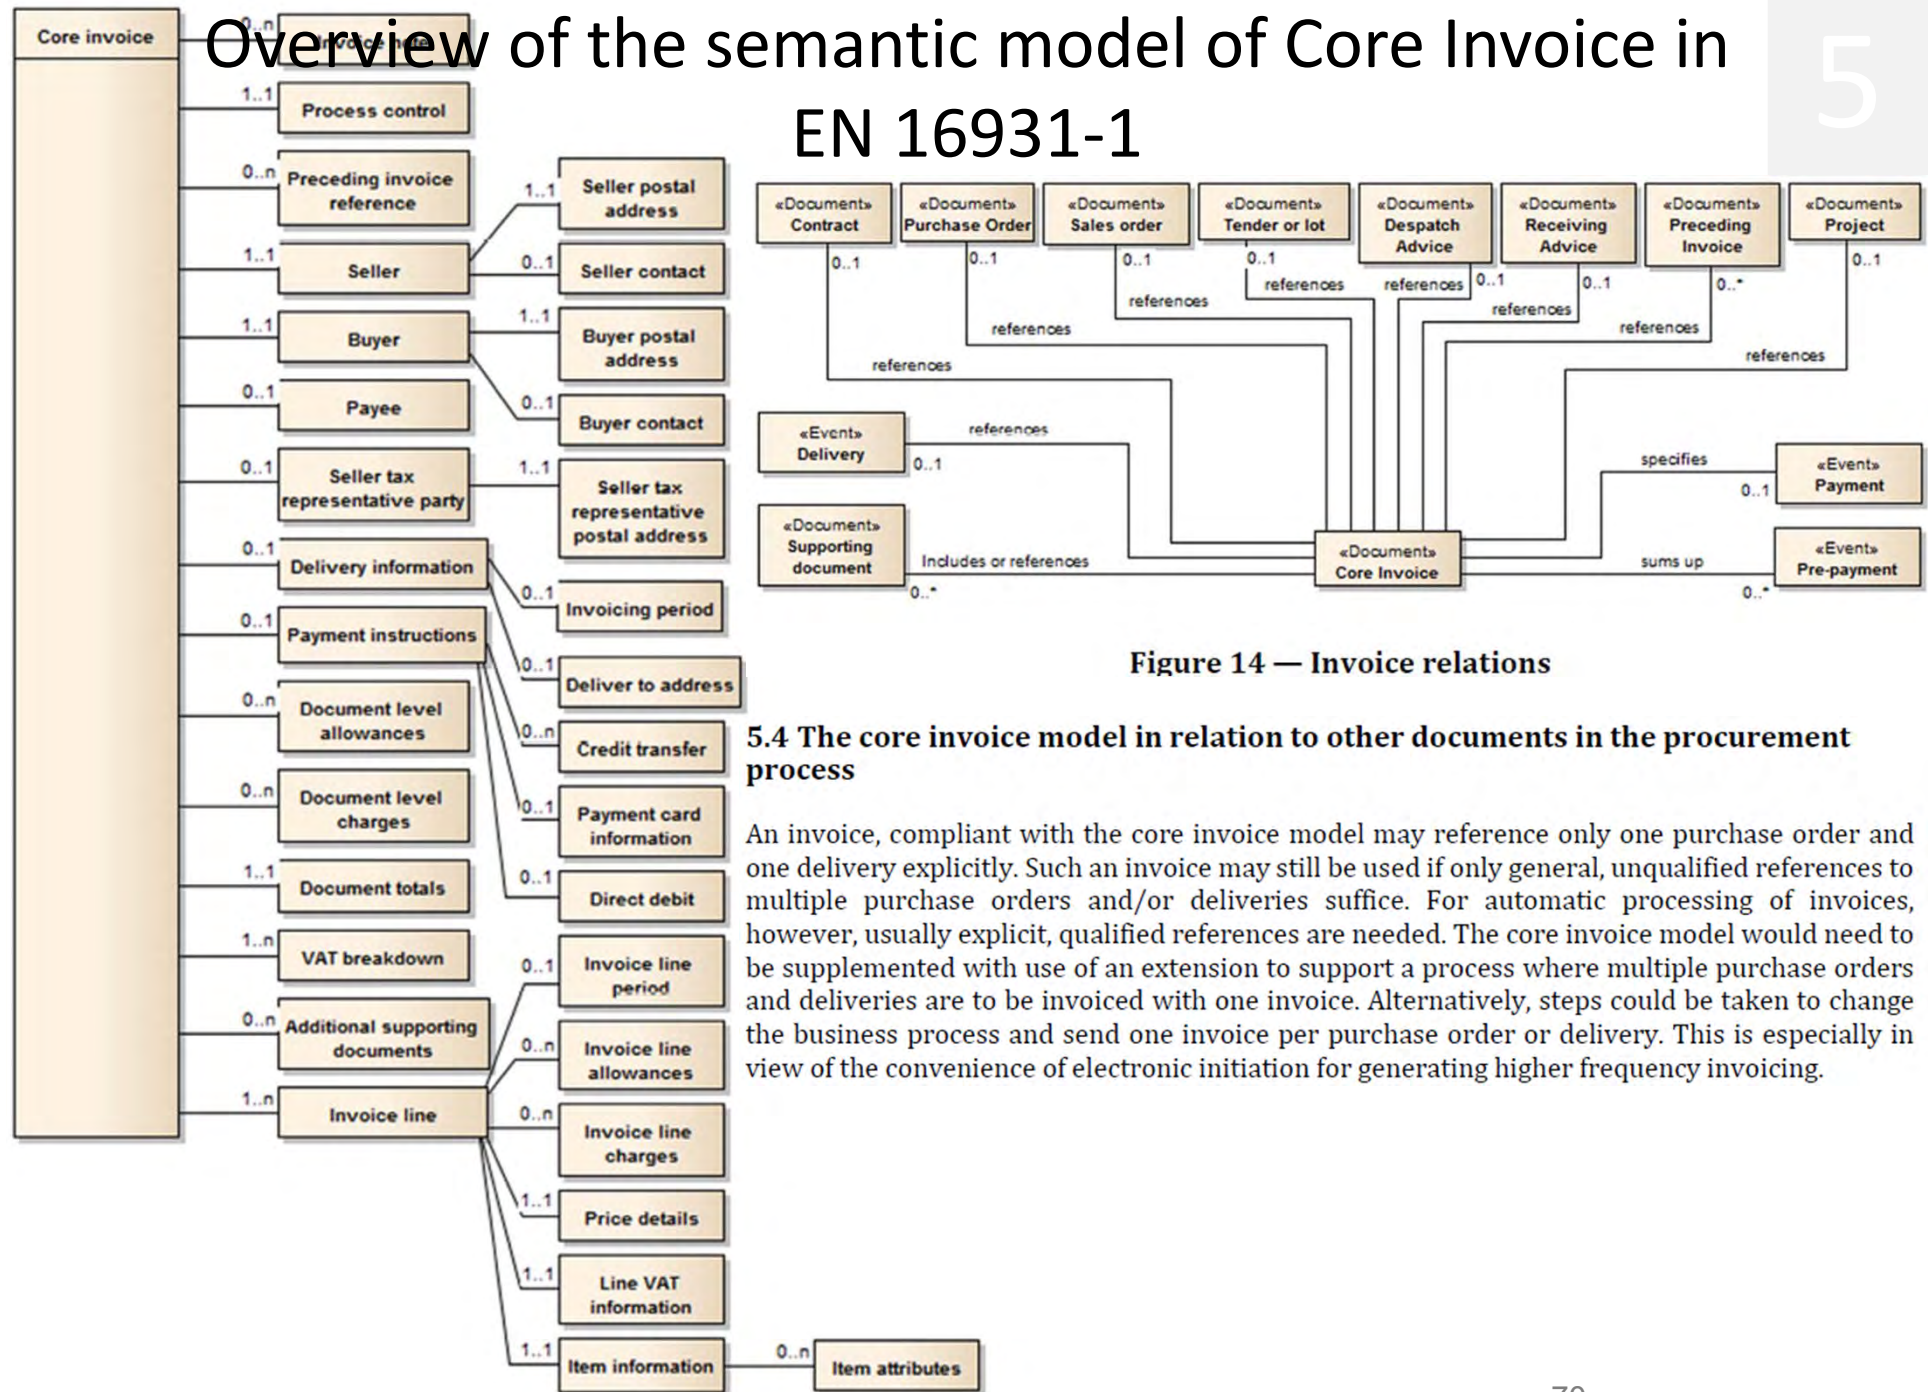 Overview of the semantic model of Core Invoice in
EN 16931-1
5
Core invoice
0..n
Invoice note
1..1
Process control
0..n
Preceding invoice
reference
1..1
Seller
1..1
Seller postal
address
0..1
Seller contact
1..1
Buyer
1..1
Buyer postal
address
0..1
Buyer contact
0..1
Payee
0..1
Seller tax
representative party
1..1
Seller tax
representative
postal address
0..1
Delivery information
0..1
Invoicing period
0..1
Deliver to address
0..1
Payment instructions
0..n
Credit transfer
0..1
Payment card
information
0..1
Direct debit
0..n
Document level
allowances
0..n
Document level
charges
1..1
Document totals
1..n
VAT breakdown
0..n
Additional supporting
documents
1..n
Invoice line
0..1
Invoice line
period
0..n
Invoice line
allowances
0..n
Invoice line
charges
1..1
Price details
1..1
Line VAT
information
1..1
Item information
0..n
Item attributes
«Document»
Contract
0..1
references
«Document»
Purchase Order
0..1
references
«Document»
Sales order
0..1
references
«Document»
Tender or lot
0..1
references
«Document»
Despatch
Advice
0..1
references
«Document»
Receiving
Advice
0..1
references
«Document»
Preceding
Invoice
0..*
references
«Document»
Project
0..1
references
«Event»
Delivery
references
0..1
«Document»
Supporting
document
Includes or references
0..*
«Document»
Core Invoice
specifies
0..1
«Event»
Payment
sums up
0..*
«Event»
Pre-payment
Figure 14 — Invoice relations
5.4 The core invoice model in relation to other documents in the procurement
process
An invoice, compliant with the core invoice model may reference only one purchase order and
one delivery explicitly. Such an invoice may still be used if only general, unqualified references to
multiple purchase orders and/or deliveries suffice. For automatic processing of invoices,
however, usually explicit, qualified references are needed. The core invoice model would need to
be supplemented with use of an extension to support a process where multiple purchase orders
and deliveries are to be invoiced with one invoice. Alternatively, steps could be taken to change
the business process and send one invoice per purchase order or delivery. This is especially in
view of the convenience of electronic initiation for generating higher frequency invoicing.